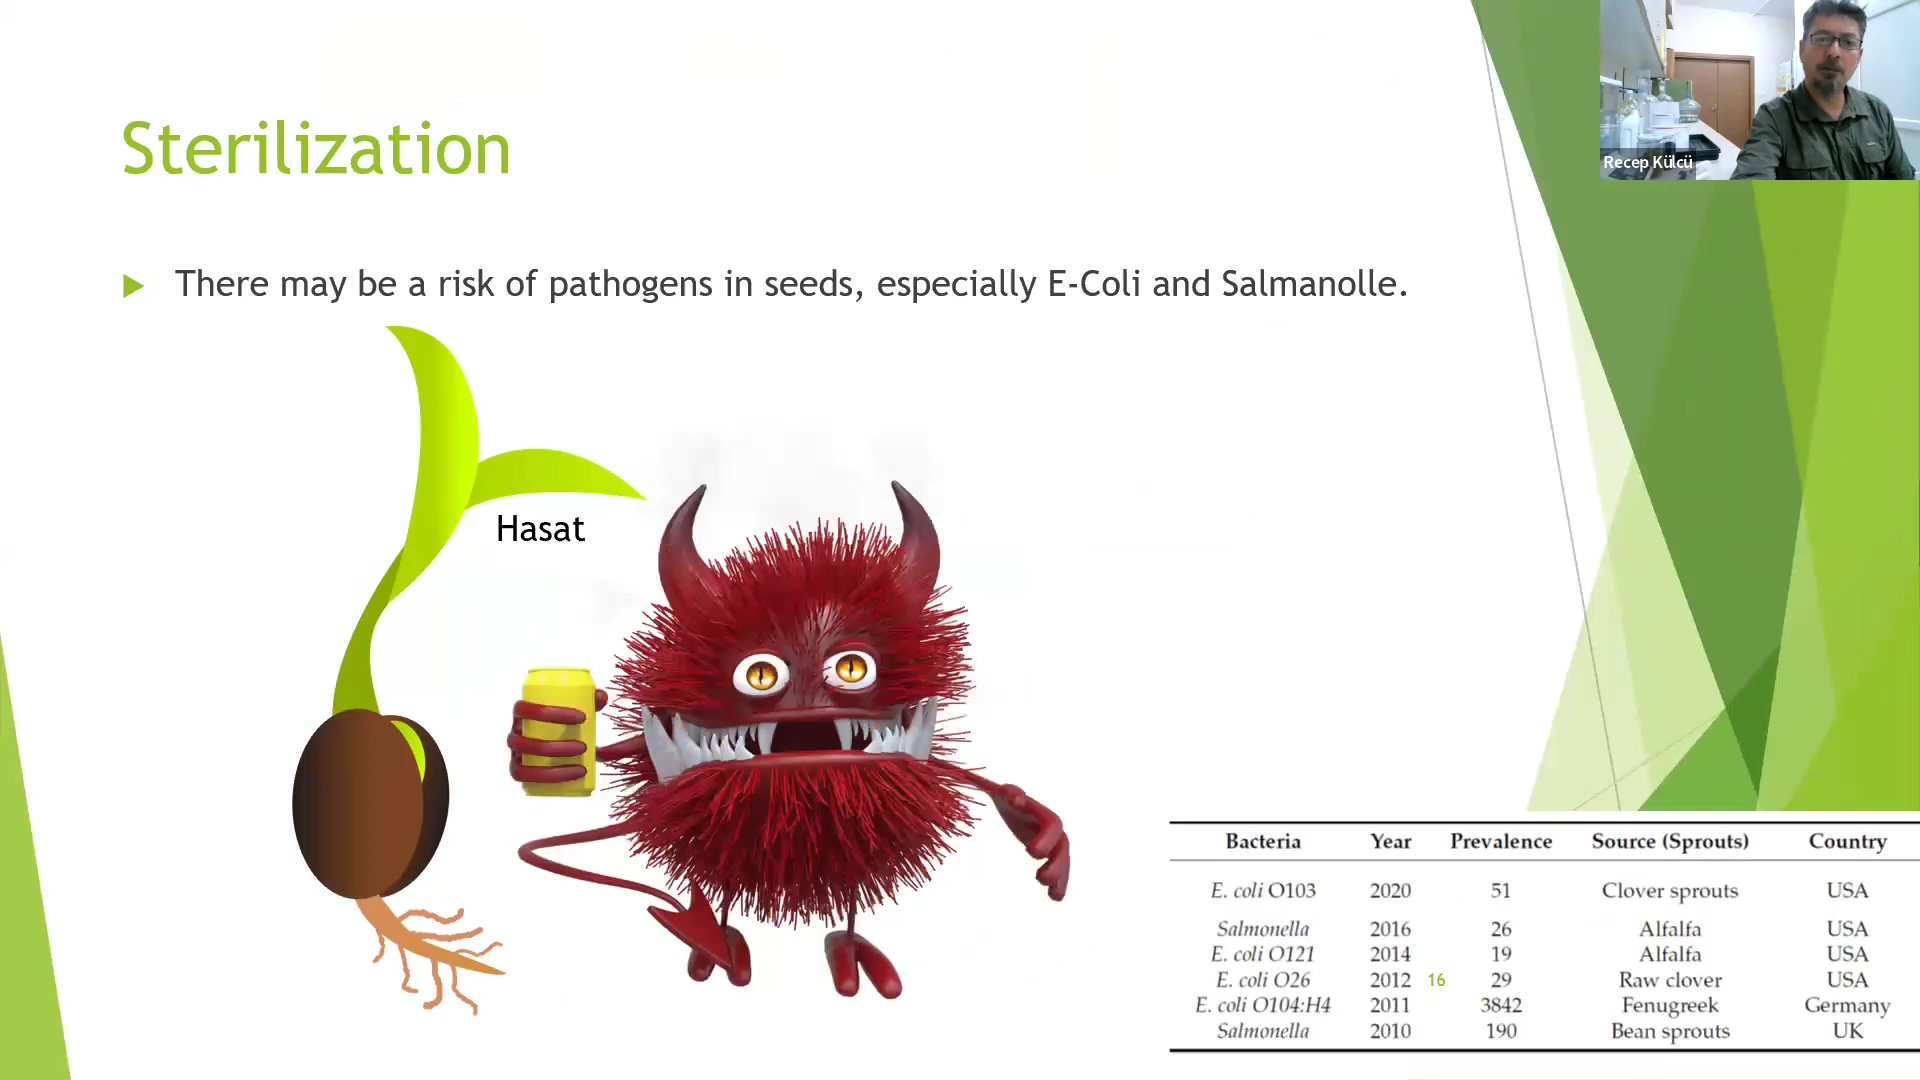 Recep Külcü
Sterilization
There may be a risk of pathogens in seeds, especially E-Coli and Salmanolle.
Hasat
Bacteria Year Prevalence Source (Sprouts) Country
E. coli O103 2020 51 Clover sprouts USA
Salmonella 2016 26 Alfalfa USA
E. coli O121 2014 19 Alfalfa USA
E. coli O26 2012 29 Raw clover USA
E. coli O104:H4 2011 3842 Fenugreek Germany
Salmonella 2010 190 Bean sprouts UK
16